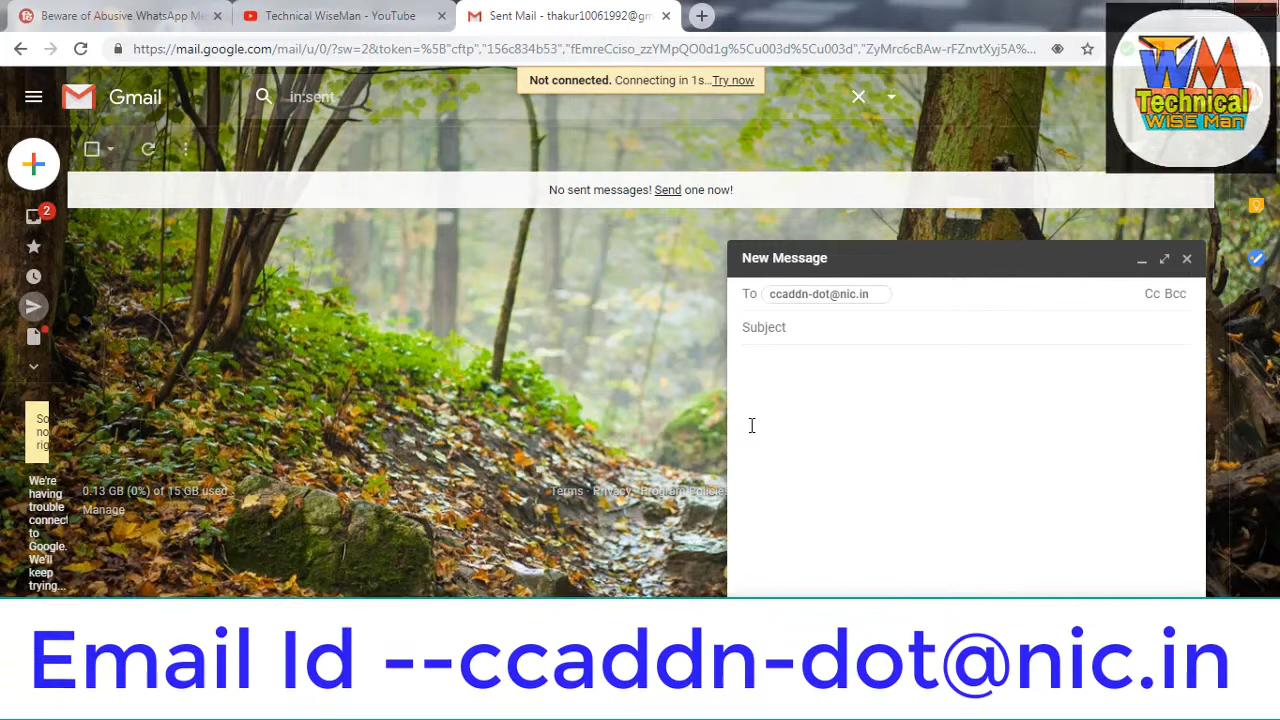 Beware of Abusive WhatsApp Me
Technical WiseMan - YouTube
Sent Mail - thakur10061992@gm
https://mail.google.com/mail/u/0/?sw=2&token=%5B"cftp","156c834b53","fEmreCciso_zzYMpQO0d1g%5Cu003d%5Cu003d","ZyMrc6cBAw-rFZnvtXyj5A%...
Not connected. Connecting in 1s...Try now
Gmail
in:sent
WM
Technical
WISE Man
No sent messages! Send one now!
2
New Message
To ccaddn-dot@nic.in Cc Bcc
Subject
So
no
rig
We're
having
trouble
connect
to
Google.
We'll
keep
trying...
0.13 GB (0%) of 15 GB used
Manage
Terms · Privacy · Program Policies
Email Id --ccaddn-dot@nic.in